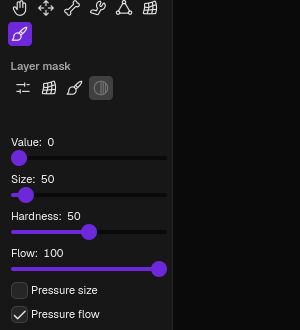 Layer mask
Value: 0
Size: 50
Hardness: 50
Flow: 100
Pressure size
Pressure flow